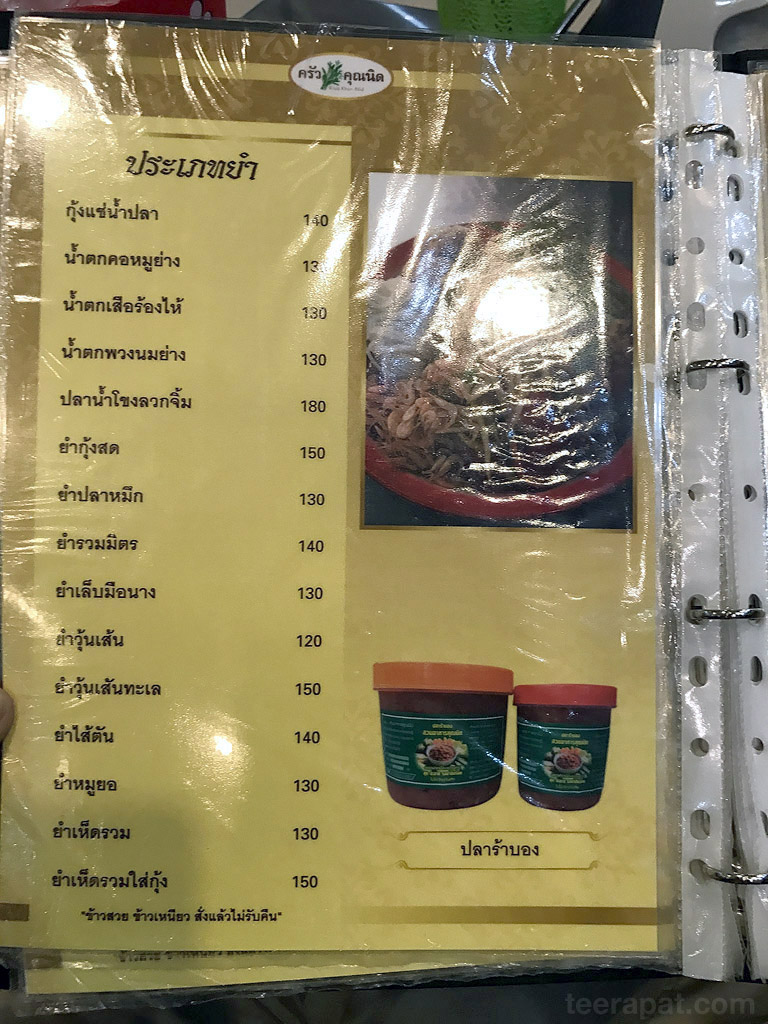 ครัว คุณนิด
ประเภทยำ
กุ้งแช่น้ำปลา 140
น้ำตกคอหมูย่าง
น้ำตกเสือร้องไห้ 130
น้ำตกพวงนมย่าง 130
ปลาน้ำโขงลวกจิ้ม 180
ยำกุ้งสด 150
ยำปลาหมึก 130
ยำรวมมิตร 140
ยำเล็บมือนาง 130
ยำวุ้นเส้น 120
ยำวุ้นเส้นทะเล 150
ยำไส้ตัน 140
ยำหมูยอ 130
ยำเห็ดรวม 130
ยำเห็ดรวมใส่กุ้ง 150
"ข้าวสวย ข้าวเหนียว สั่งแล้วไม่รับคืน"
ปลาร้าบอง
teerapat.com